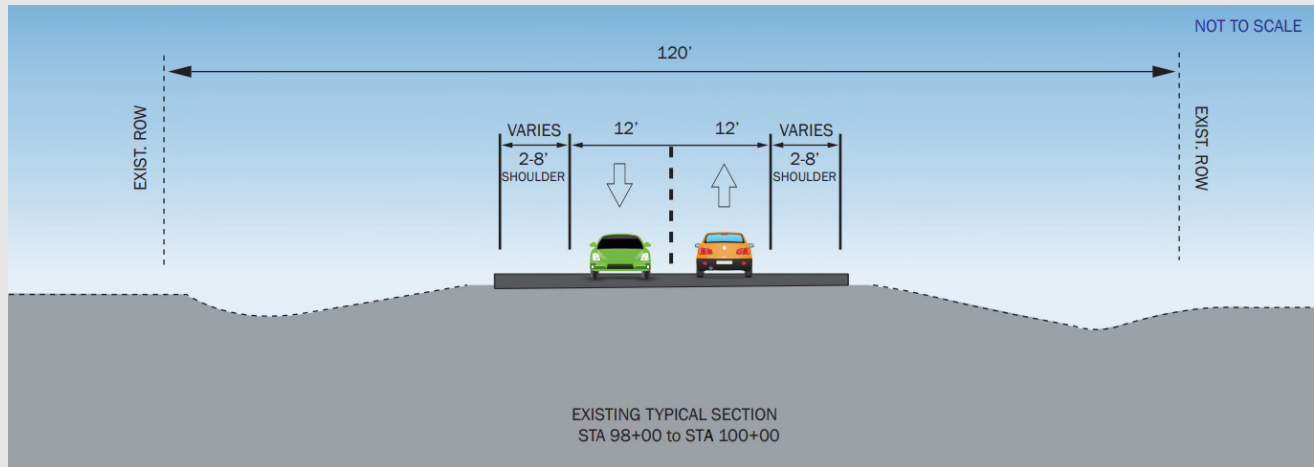 NOT TO SCALE
120'
EXIST. ROW
VARIES
2-8'
SHOULDER
12'
12'
VARIES
2-8'
SHOULDER
EXIST. ROW
EXISTING TYPICAL SECTION
STA 98+00 to STA 100+00